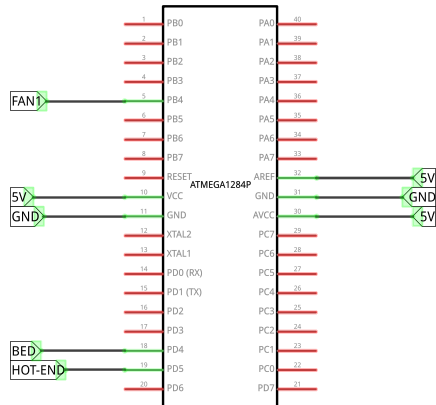 1 PB0 PA0 40
2 PB1 PA1 39
3 PB2 PA2 38
4 PB3 PA3 37
FAN1 5 PB4 PA4 36
6 PB5 PA5 35
7 PB6 PA6 34
8 PB7 PA7 33
9 RESET AREF 32 5V
ATMEGA1284P
5V 10 VCC GND 31 GND
GND 11 GND AVCC 30 5V
12 XTAL2 PC7 29
13 XTAL1 PC6 28
14 PD0 (RX) PC5 27
15 PD1 (TX) PC4 26
16 PD2 PC3 25
17 PD3 PC2 24
BED 18 PD4 PC1 23
HOT-END 19 PD5 PC0 22
20 PD6 PD7 21